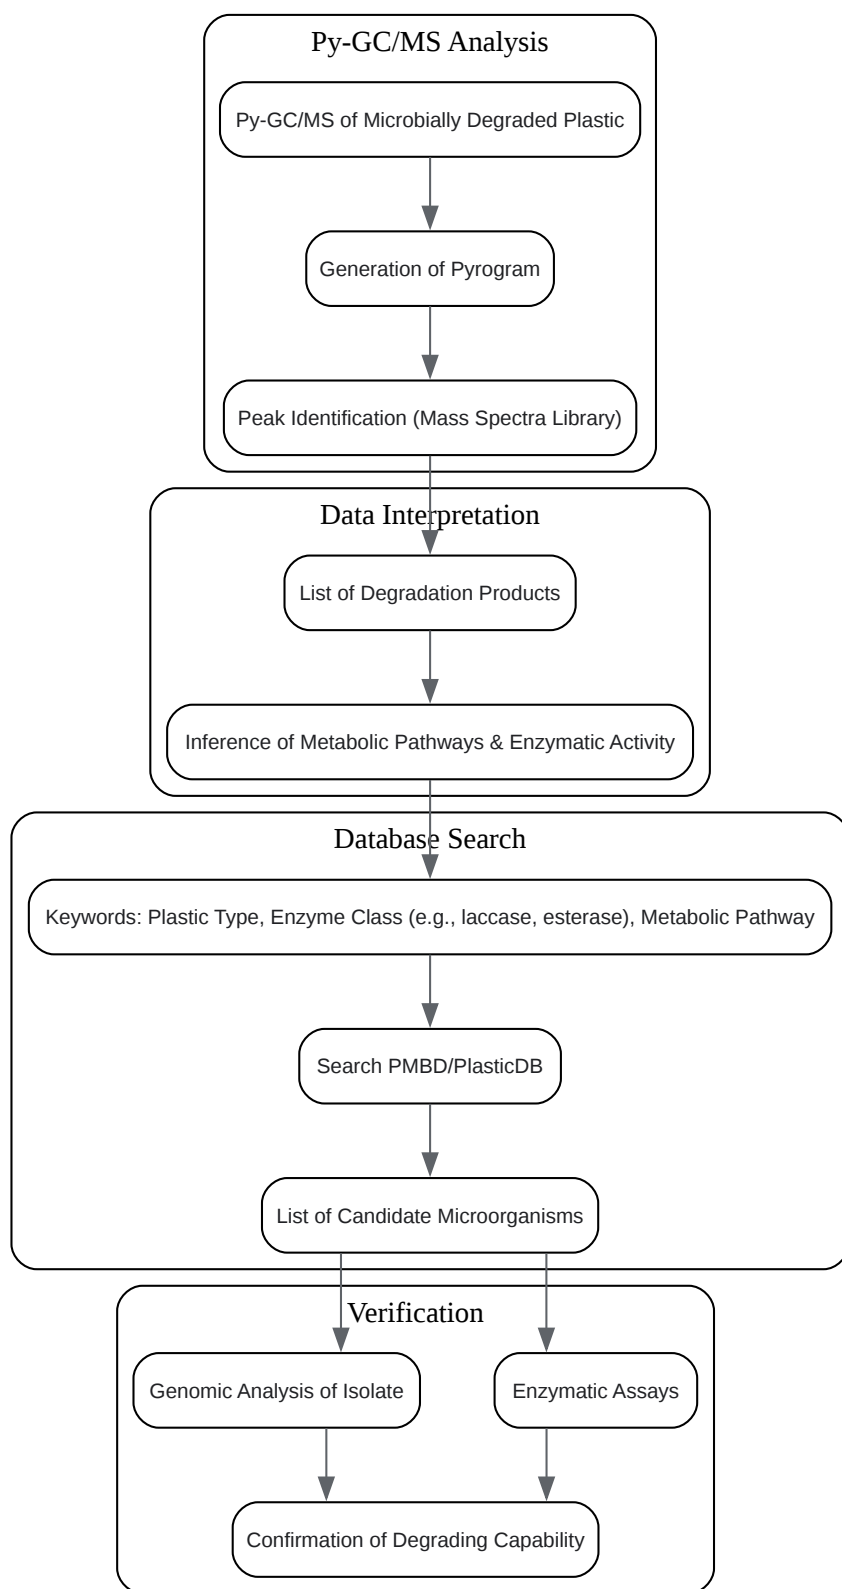 Py-GC/MS Analysis
Py-GC/MS of Microbially Degraded Plastic
Generation of Pyrogram
Peak Identification (Mass Spectra Library)
Data Interpretation
List of Degradation Products
Inference of Metabolic Pathways & Enzymatic Activity
Database Search
Keywords: Plastic Type, Enzyme Class (e.g., laccase, esterase), Metabolic Pathway
Search PMBD/PlasticDB
List of Candidate Microorganisms
Verification
Genomic Analysis of Isolate
Enzymatic Assays
Confirmation of Degrading Capability